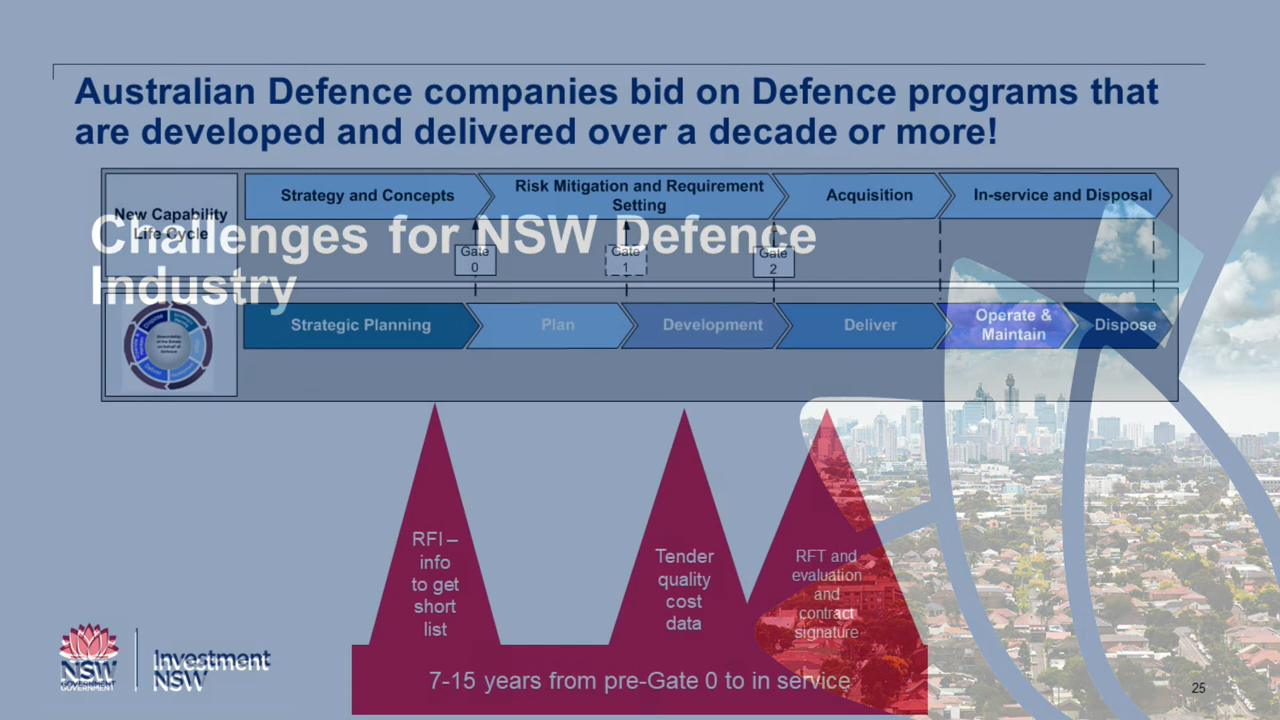 Australian Defence companies bid on Defence programs that
are developed and delivered over a decade or more!
New Capability
Life Cycle
Strategy and Concepts
Risk Mitigation and Requirement
Setting
Acquisition
In-service and Disposal
Challenges for NSW Defence
Industry
Gate
0
Gate
1
Gate
2
Strategic Planning
Plan
Development
Deliver
Operate &
Maintain
Dispose
RFI –
info
to get
short
list
Tender
quality
cost
data
RFT and
evaluation
and
contract
signature
7-15 years from pre-Gate 0 to in service
NSW
GOVERNMENT
Investment
NSW
25